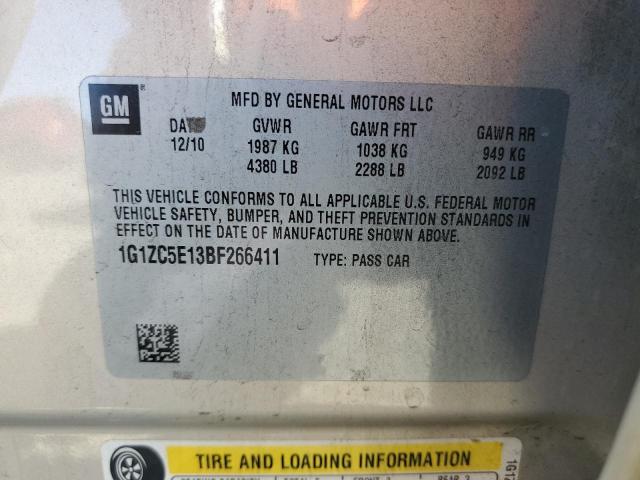 GM®
MFD BY GENERAL MOTORS LLC
DATE GVWR GAWR FRT GAWR RR
12/10 1987 KG 1038 KG 949 KG
4380 LB 2288 LB 2092 LB
THIS VEHICLE CONFORMS TO ALL APPLICABLE U.S. FEDERAL MOTOR
VEHICLE SAFETY, BUMPER, AND THEFT PREVENTION STANDARDS IN
EFFECT ON THE DATE OF MANUFACTURE SHOWN ABOVE.
1G1ZC5E13BF266411 TYPE: PASS CAR
TIRE AND LOADING INFORMATION
1G1Z